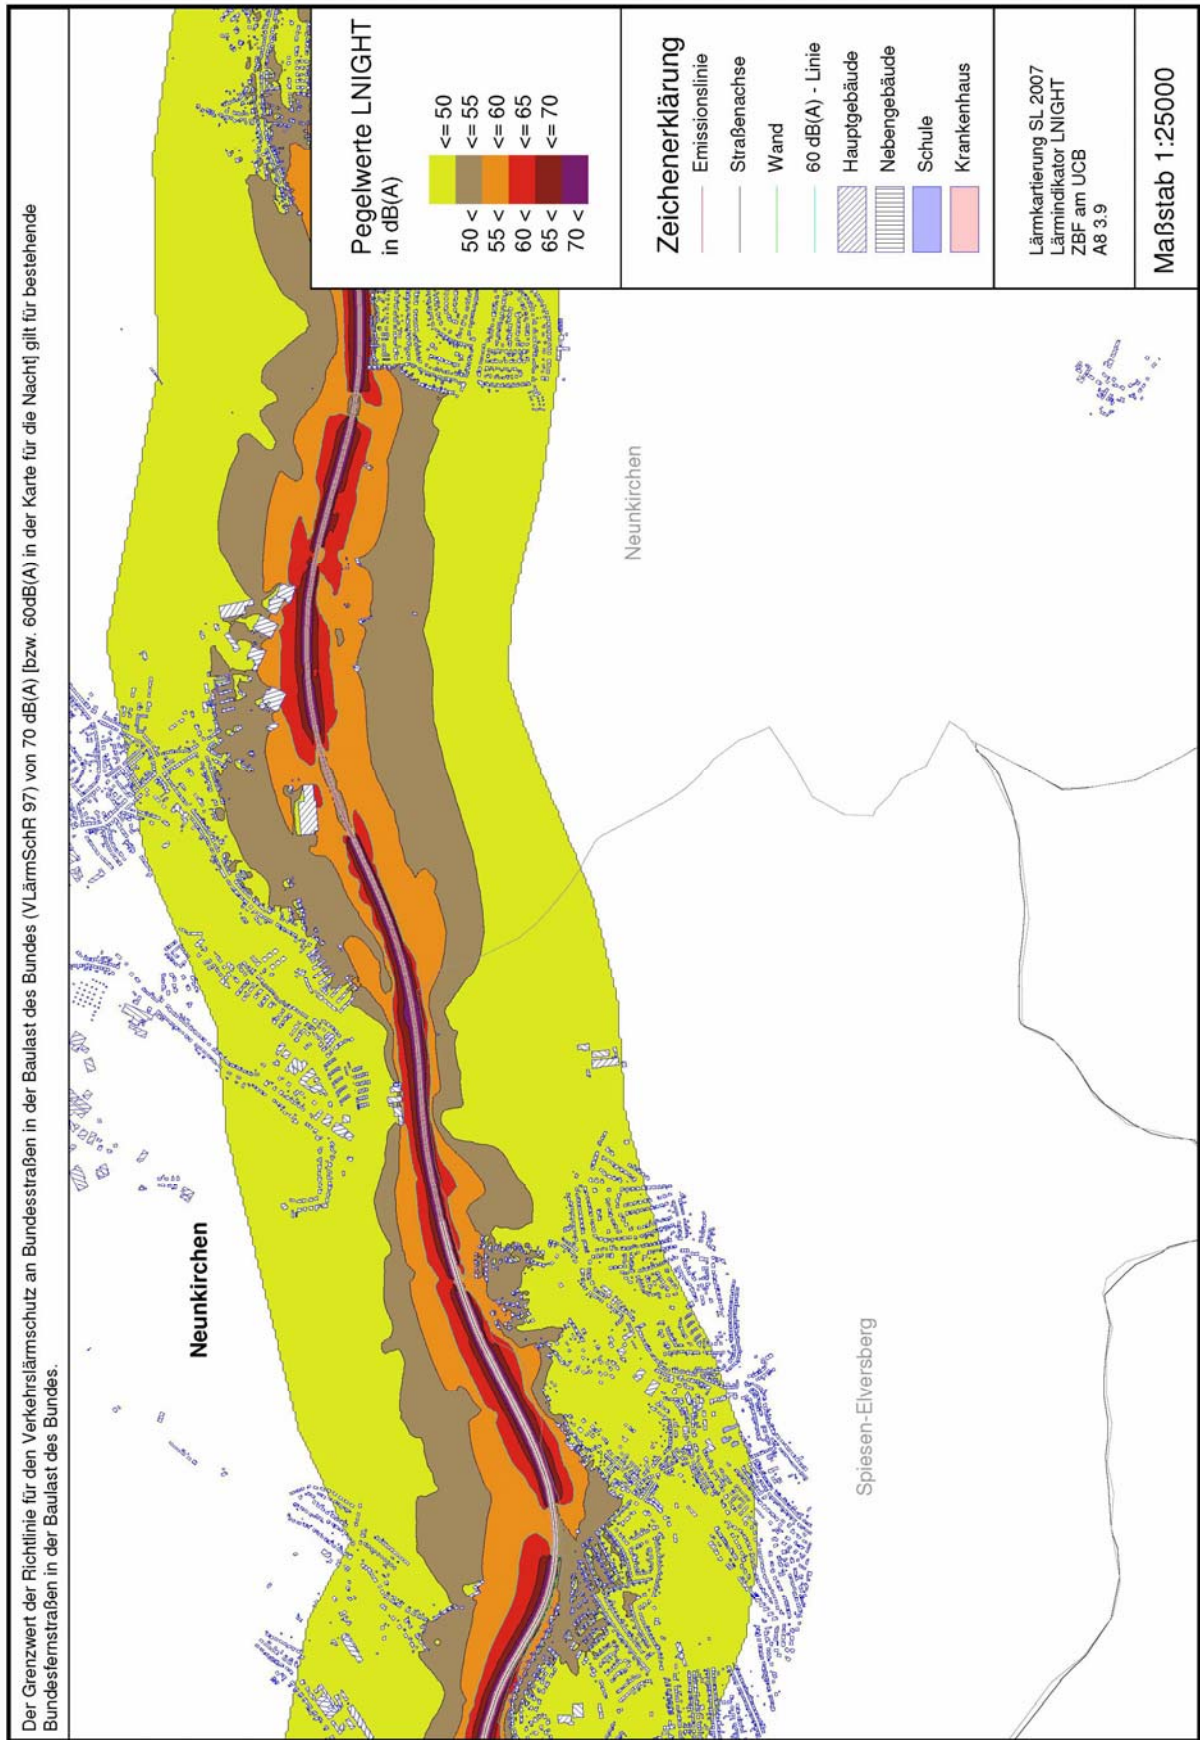 Der Grenzwert der Richtlinie für den Verkehrslärmschutz an Bundesstraßen in der Baulast des Bundes (VLärmSchR 97) von 70 dB(A) [bzw. 60dB(A) in der Karte für die Nacht] gilt für bestehende
Bundesfernstraßen in der Baulast des Bundes.
Neunkirchen
Spiesen-Elversberg
Neunkirchen
Pegelwerte LNIGHT
in dB(A)
<= 50
50 < <= 55
55 < <= 60
60 < <= 65
65 < <= 70
70 <
Zeichenerklärung
Emissionslinie
Straßenachse
Wand
60 dB(A) - Linie
Hauptgebäude
Nebengebäude
Schule
Krankenhaus
Lärmkartierung SL 2007
Lärmindikator LNIGHT
ZBF am UCB
A8 3.9
Maßstab 1:25000